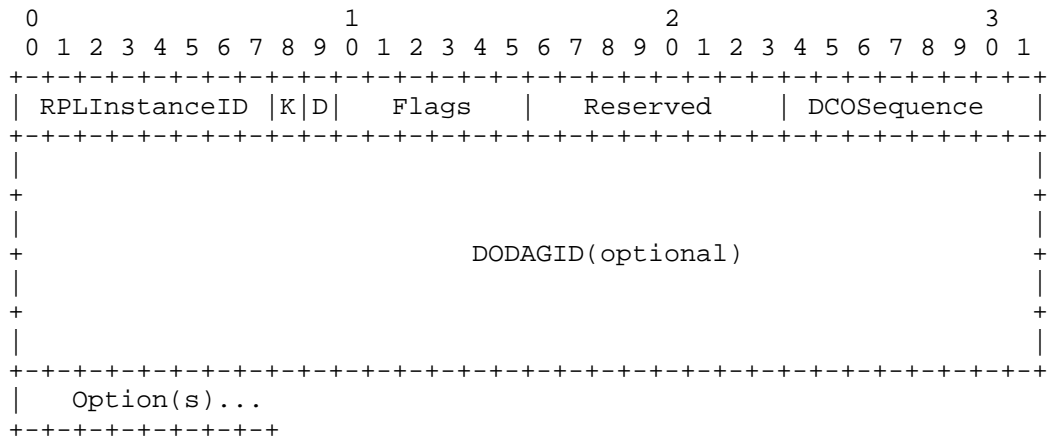 0                   1                   2                   3
 0 1 2 3 4 5 6 7 8 9 0 1 2 3 4 5 6 7 8 9 0 1 2 3 4 5 6 7 8 9 0 1
+-+-+-+-+-+-+-+-+-+-+-+-+-+-+-+-+-+-+-+-+-+-+-+-+-+-+-+-+-+-+-+-+
| RPLInstanceID |K|D|   Flags   |   Reserved    | DCOSequence   |
+-+-+-+-+-+-+-+-+-+-+-+-+-+-+-+-+-+-+-+-+-+-+-+-+-+-+-+-+-+-+-+-+
|                                                               |
+                                                               +
|                                                               |
+                            DODAGID(optional)                  +
|                                                               |
+                                                               +
|                                                               |
+-+-+-+-+-+-+-+-+-+-+-+-+-+-+-+-+-+-+-+-+-+-+-+-+-+-+-+-+-+-+-+-+
|   Option(s)...
+-+-+-+-+-+-+-+-+